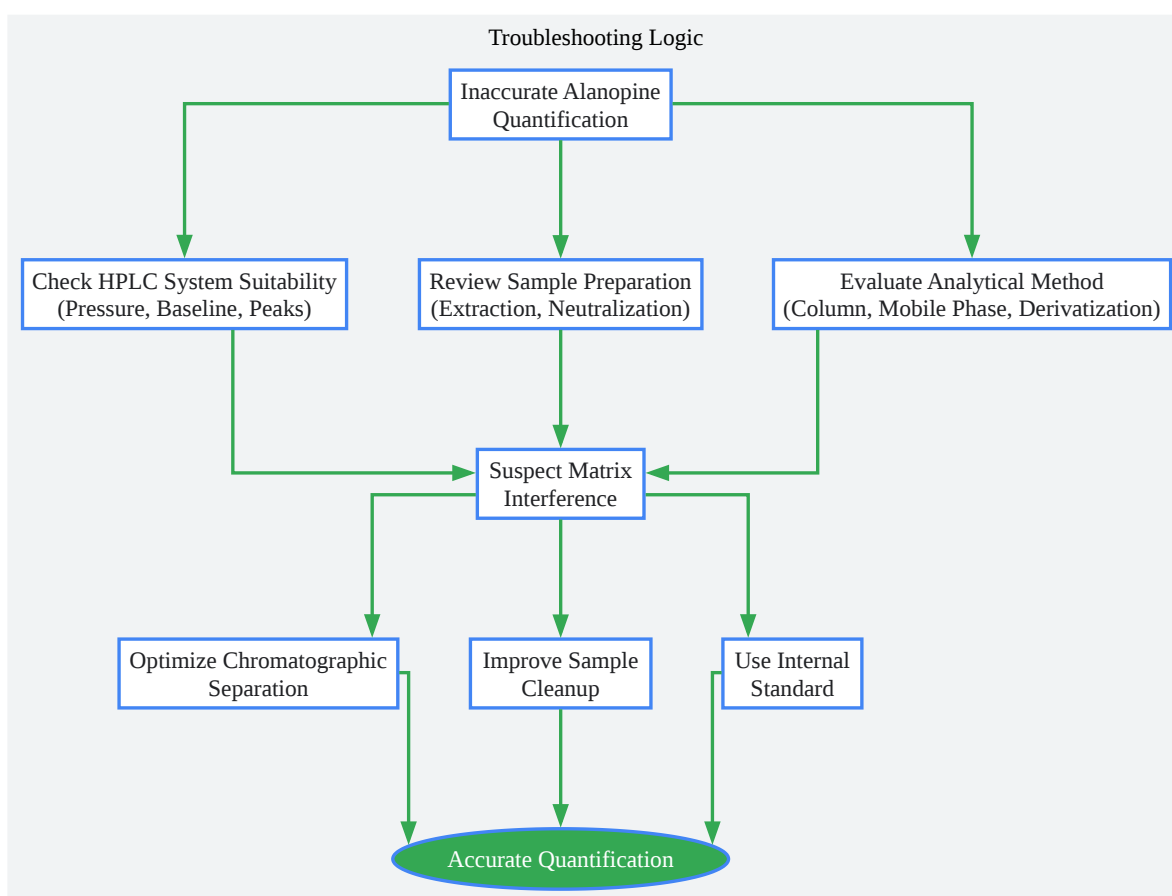 Troubleshooting Logic
Inaccurate Alanopine
Quantification
Check HPLC System Suitability
(Pressure, Baseline, Peaks)
Review Sample Preparation
(Extraction, Neutralization)
Evaluate Analytical Method
(Column, Mobile Phase, Derivatization)
Suspect Matrix
Interference
Optimize Chromatographic
Separation
Improve Sample
Cleanup
Use Internal
Standard
Accurate Quantification